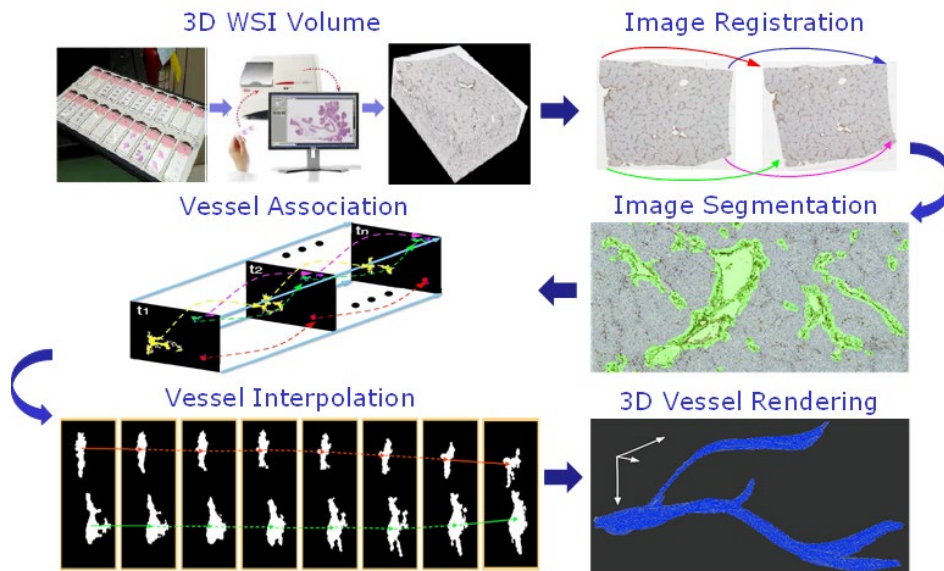 3D WSI Volume
Image Registration
Vessel Association
Image Segmentation
t1
t2
tn
Vessel Interpolation
3D Vessel Rendering